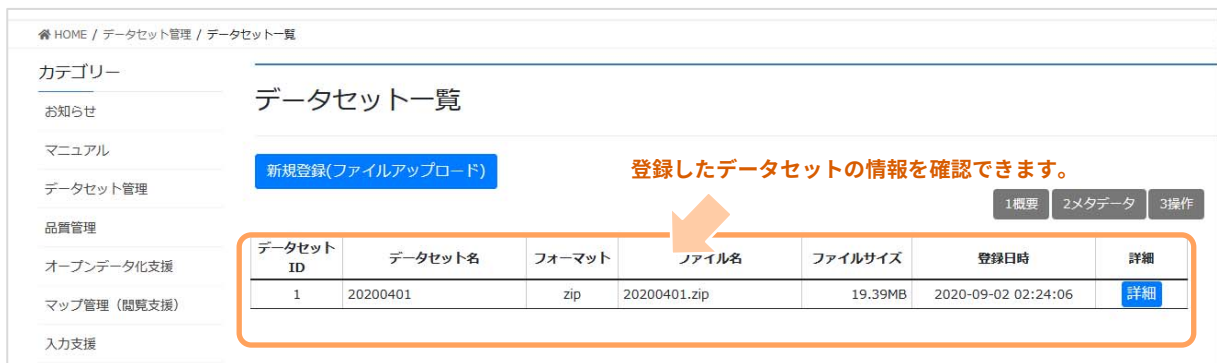 HOME / データセット管理 / データセット一覧
カテゴリー
お知らせ
マニュアル
データセット管理
品質管理
オープンデータ化支援
マップ管理（閲覧支援）
入力支援
データセット一覧
新規登録(ファイルアップロード)
登録したデータセットの情報を確認できます。
1概要 2メタデータ 3操作
データセットID データセット名 フォーマット ファイル名 ファイルサイズ 登録日時 詳細
1 20200401 zip 20200401.zip 19.39MB 2020-09-02 02:24:06 詳細